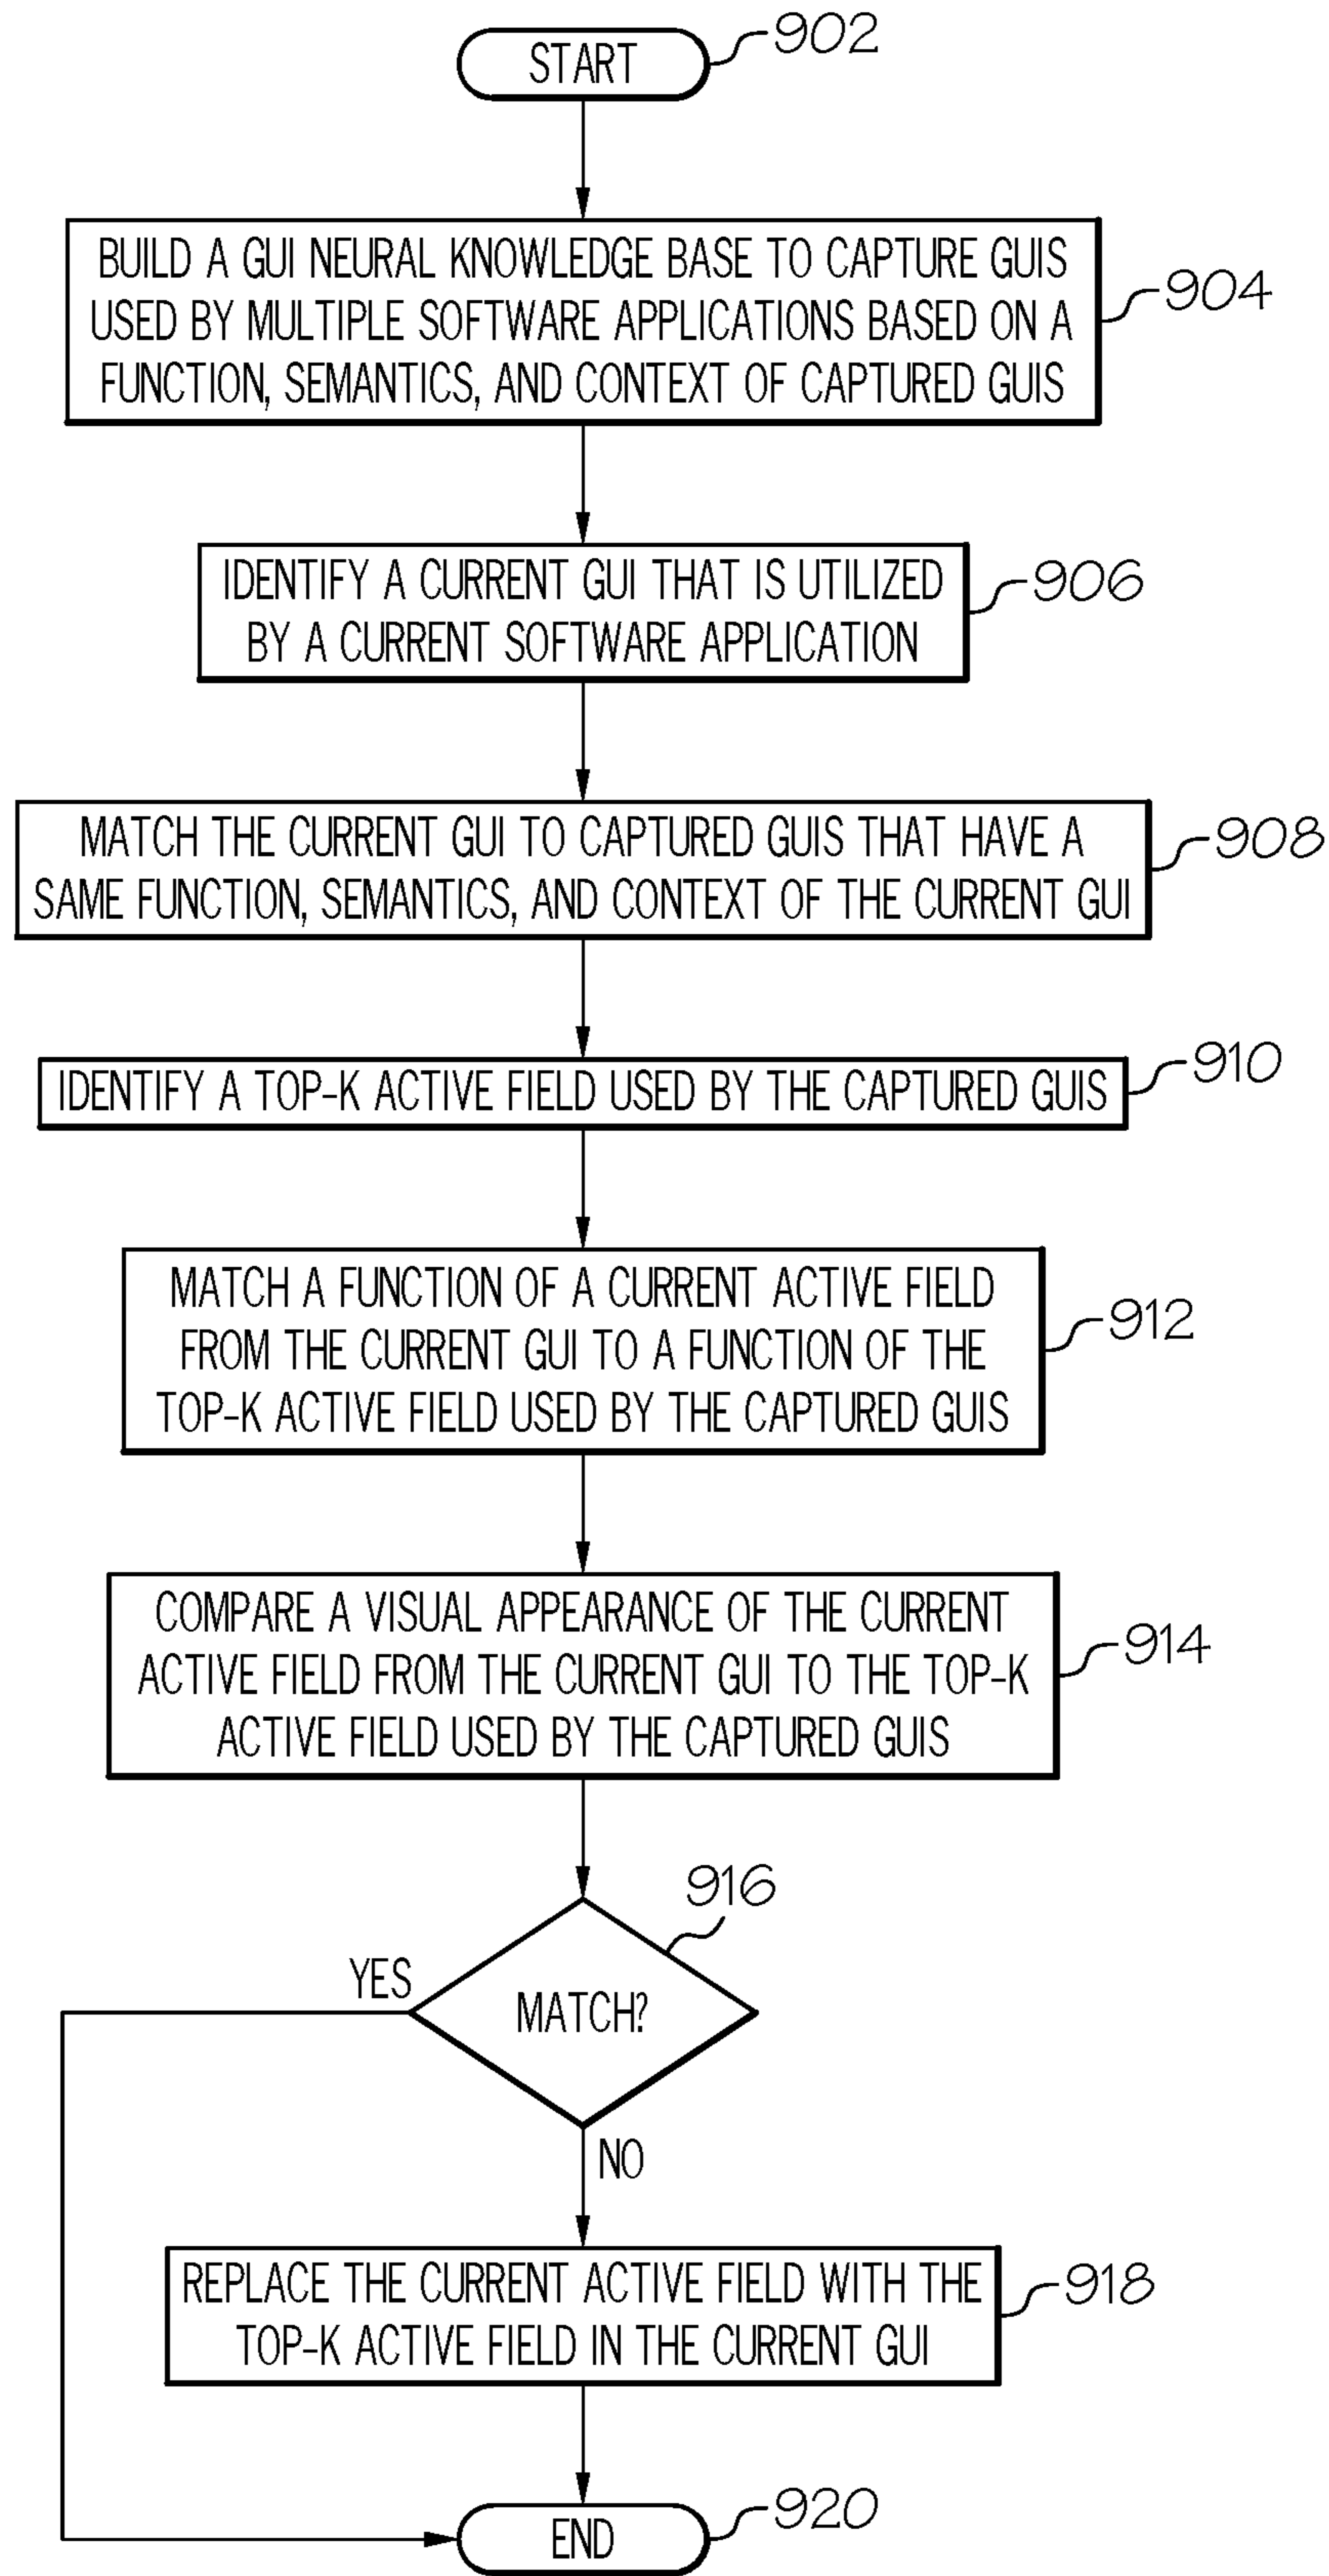 START
902
BUILD A GUI NEURAL KNOWLEDGE BASE TO CAPTURE GUIS
USED BY MULTIPLE SOFTWARE APPLICATIONS BASED ON A
FUNCTION, SEMANTICS, AND CONTEXT OF CAPTURED GUIS
904
IDENTIFY A CURRENT GUI THAT IS UTILIZED
BY A CURRENT SOFTWARE APPLICATION
906
MATCH THE CURRENT GUI TO CAPTURED GUIS THAT HAVE A
SAME FUNCTION, SEMANTICS, AND CONTEXT OF THE CURRENT GUI
908
IDENTIFY A TOP-K ACTIVE FIELD USED BY THE CAPTURED GUIS
910
MATCH A FUNCTION OF A CURRENT ACTIVE FIELD
FROM THE CURRENT GUI TO A FUNCTION OF THE
TOP-K ACTIVE FIELD USED BY THE CAPTURED GUIS
912
COMPARE A VISUAL APPEARANCE OF THE CURRENT
ACTIVE FIELD FROM THE CURRENT GUI TO THE TOP-K
ACTIVE FIELD USED BY THE CAPTURED GUIS
914
916
YES
MATCH?
NO
REPLACE THE CURRENT ACTIVE FIELD WITH THE
TOP-K ACTIVE FIELD IN THE CURRENT GUI
918
END
920